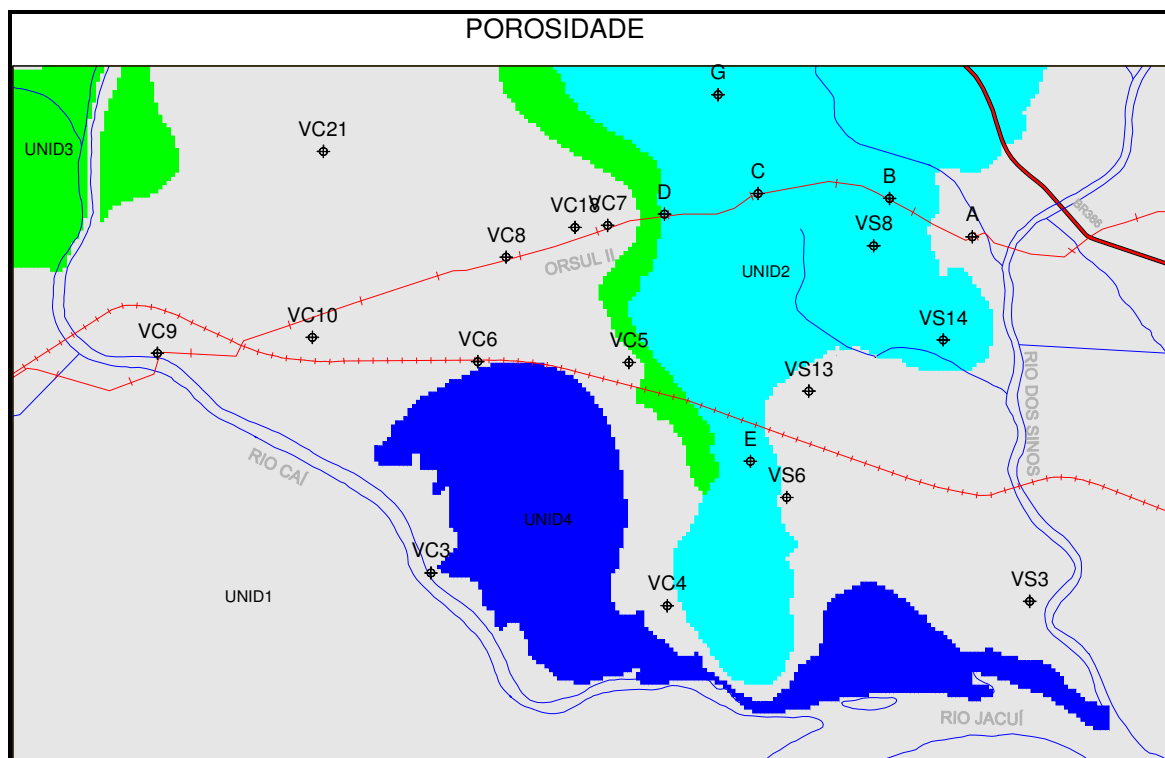 POROSIDADE
G
UNID3
VC21
C
B
D
VC18
VC7
A
BR386
VS8
VC8
ORSUL II
UNID2
VC10
VS14
VC9
VC6
VC5
VS13
RIO DOS SINOS
E
RIO CAÍ
VS6
UNID4
VC3
VC4
VS3
UNID1
RIO JACUÍ